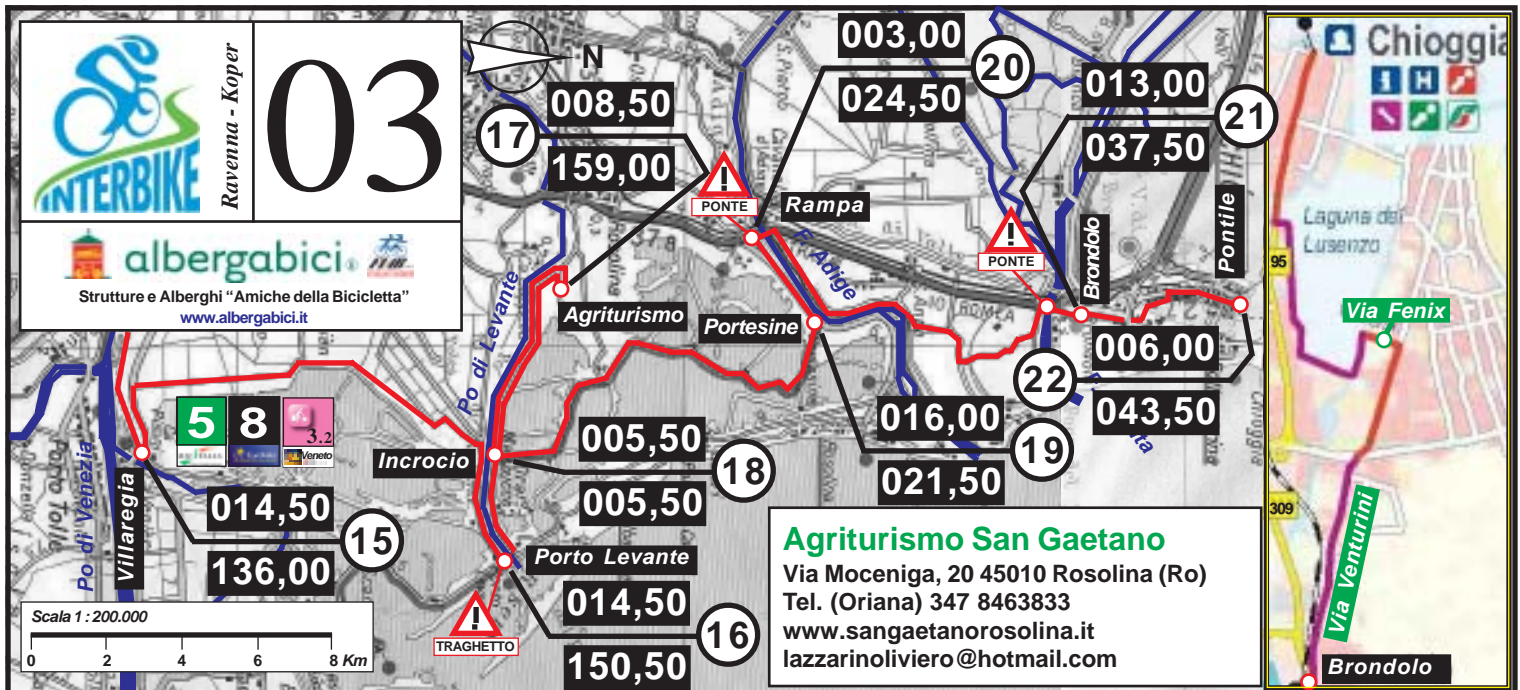 INTERBIKE
Ravenna - Koper
03
albergabici®
Strutture e Alberghi “Amiche della Bicicletta”
www.albergabici.it
N
17
008,50
159,00
PONTE
Rampa
003,00
20
024,50
013,00
21
037,50
PONTE
Brondolo
Pontile
F. Adige
Po di Levante
Agriturismo
Portesine
ROMEA
006,00
22
043,50
Po di Venezia
Porto Tolle
Villaregia
5
8
3.2
Veneto
Incrocio
005,50
18
005,50
016,00
19
021,50
014,50
15
136,00
Porto Levante
014,50
16
150,50
TRAGHETTO
Scala 1 : 200.000
0 2 4 6 8 Km
Agriturismo San Gaetano
Via Moceniga, 20 45010 Rosolina (Ro)
Tel. (Oriana) 347 8463833
www.sangaetanorosolina.it
lazzarinoliviero@hotmail.com
Chioggia
H
Laguna del
Lusenzo
95
Via Fenix
309
Via Venturini
Brondolo